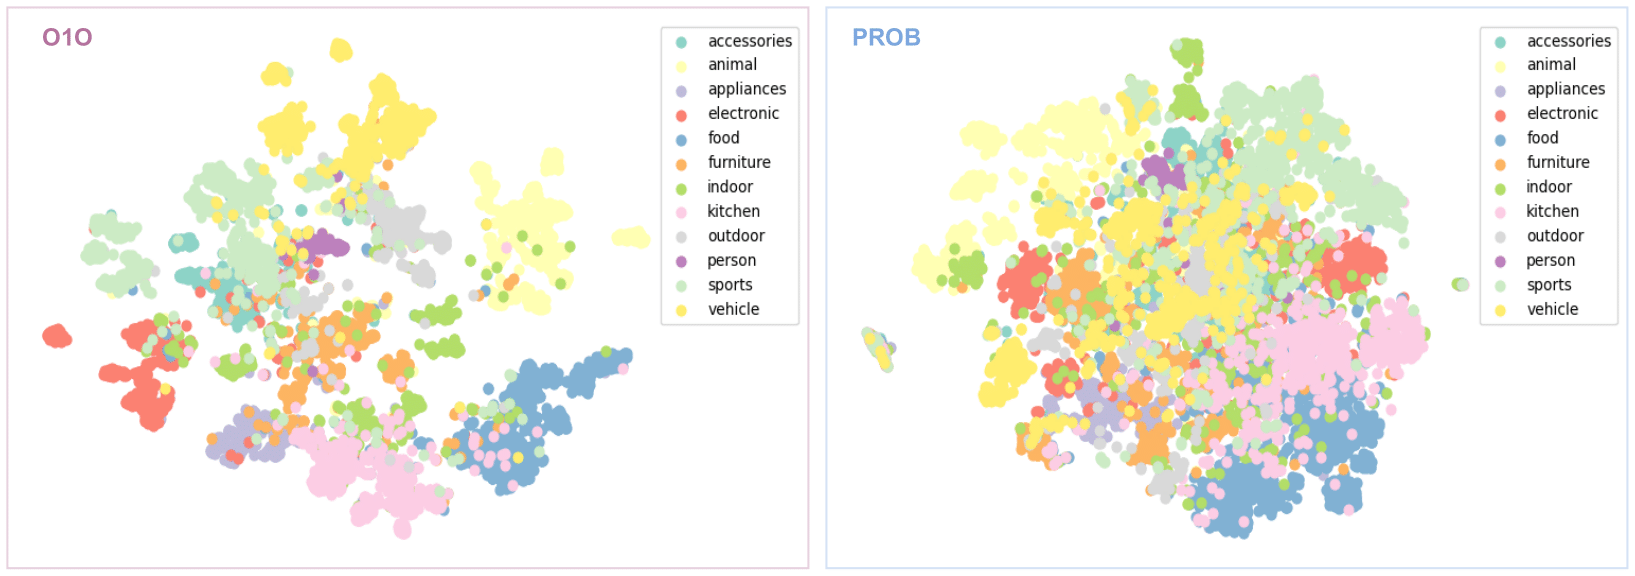 O1O
accessories
animal
appliances
electronic
food
furniture
indoor
kitchen
outdoor
person
sports
vehicle
PROB
accessories
animal
appliances
electronic
food
furniture
indoor
kitchen
outdoor
person
sports
vehicle